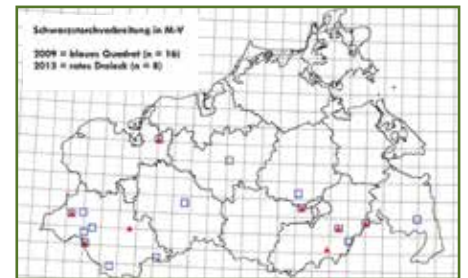 Schwarzstorchverbreitung in M-V
2009 = blaues Quadrat (n = 16)
2013 = rotes Dreieck (n = 8)